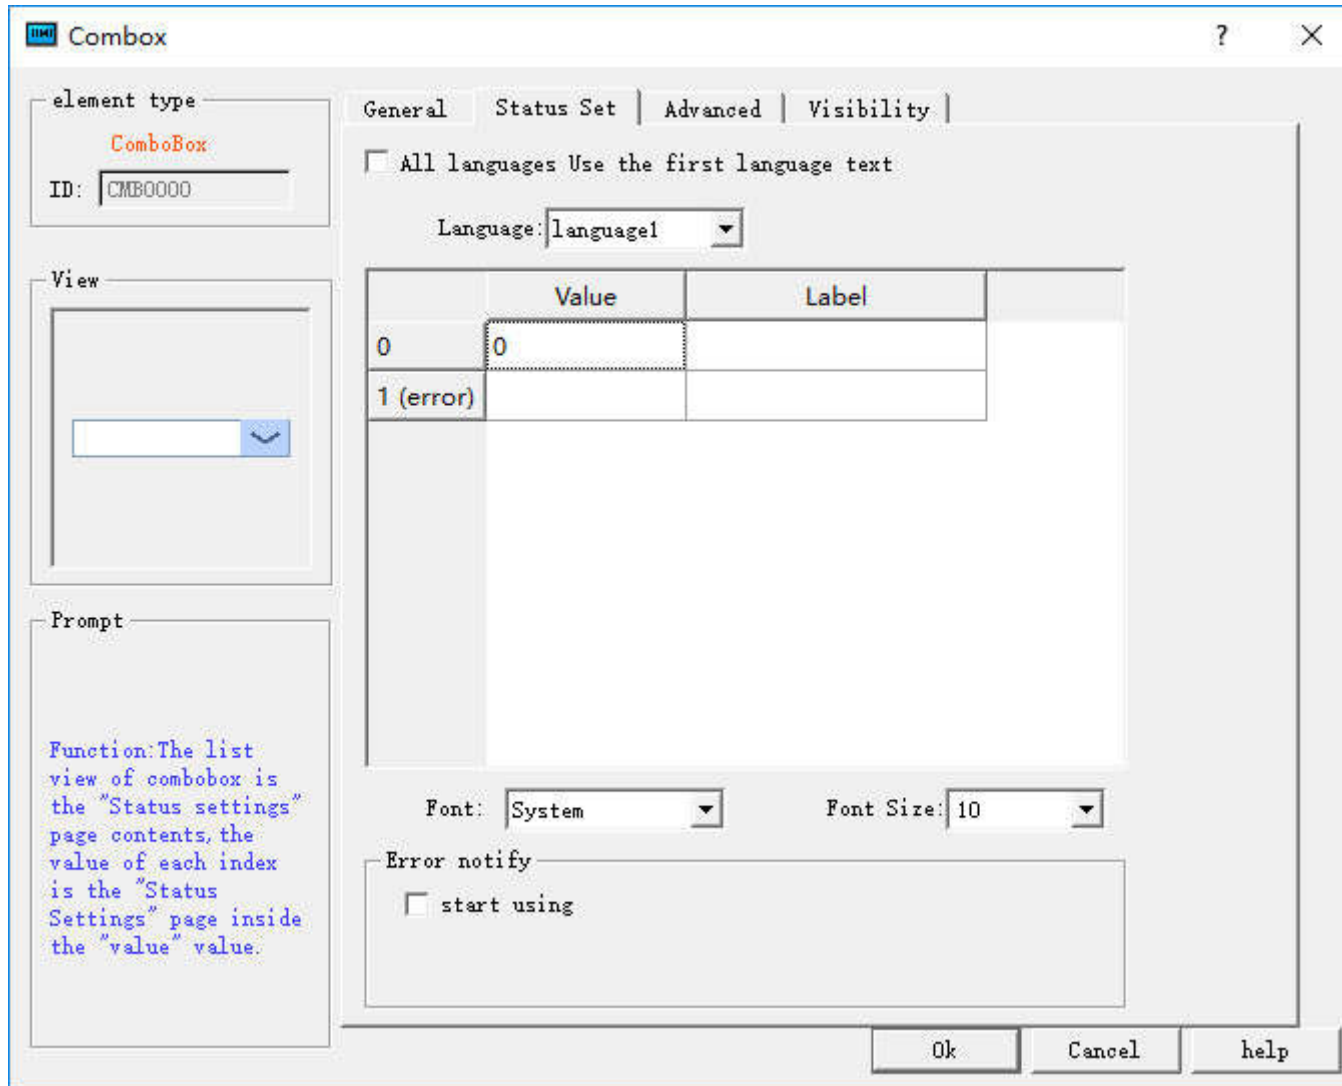 HMI Combox ? ×
element type
ComboBox
ID: CMB0000
View
Prompt
Function:The list
view of combobox is
the "Status settings"
page contents, the
value of each index
is the "Status
Settings" page inside
the "value" value.
General Status Set Advanced Visibility
All languages Use the first language text
Language: language1
Value Label
0 0
1 (error)
Font: System Font Size: 10
Error notify
start using
Ok Cancel help